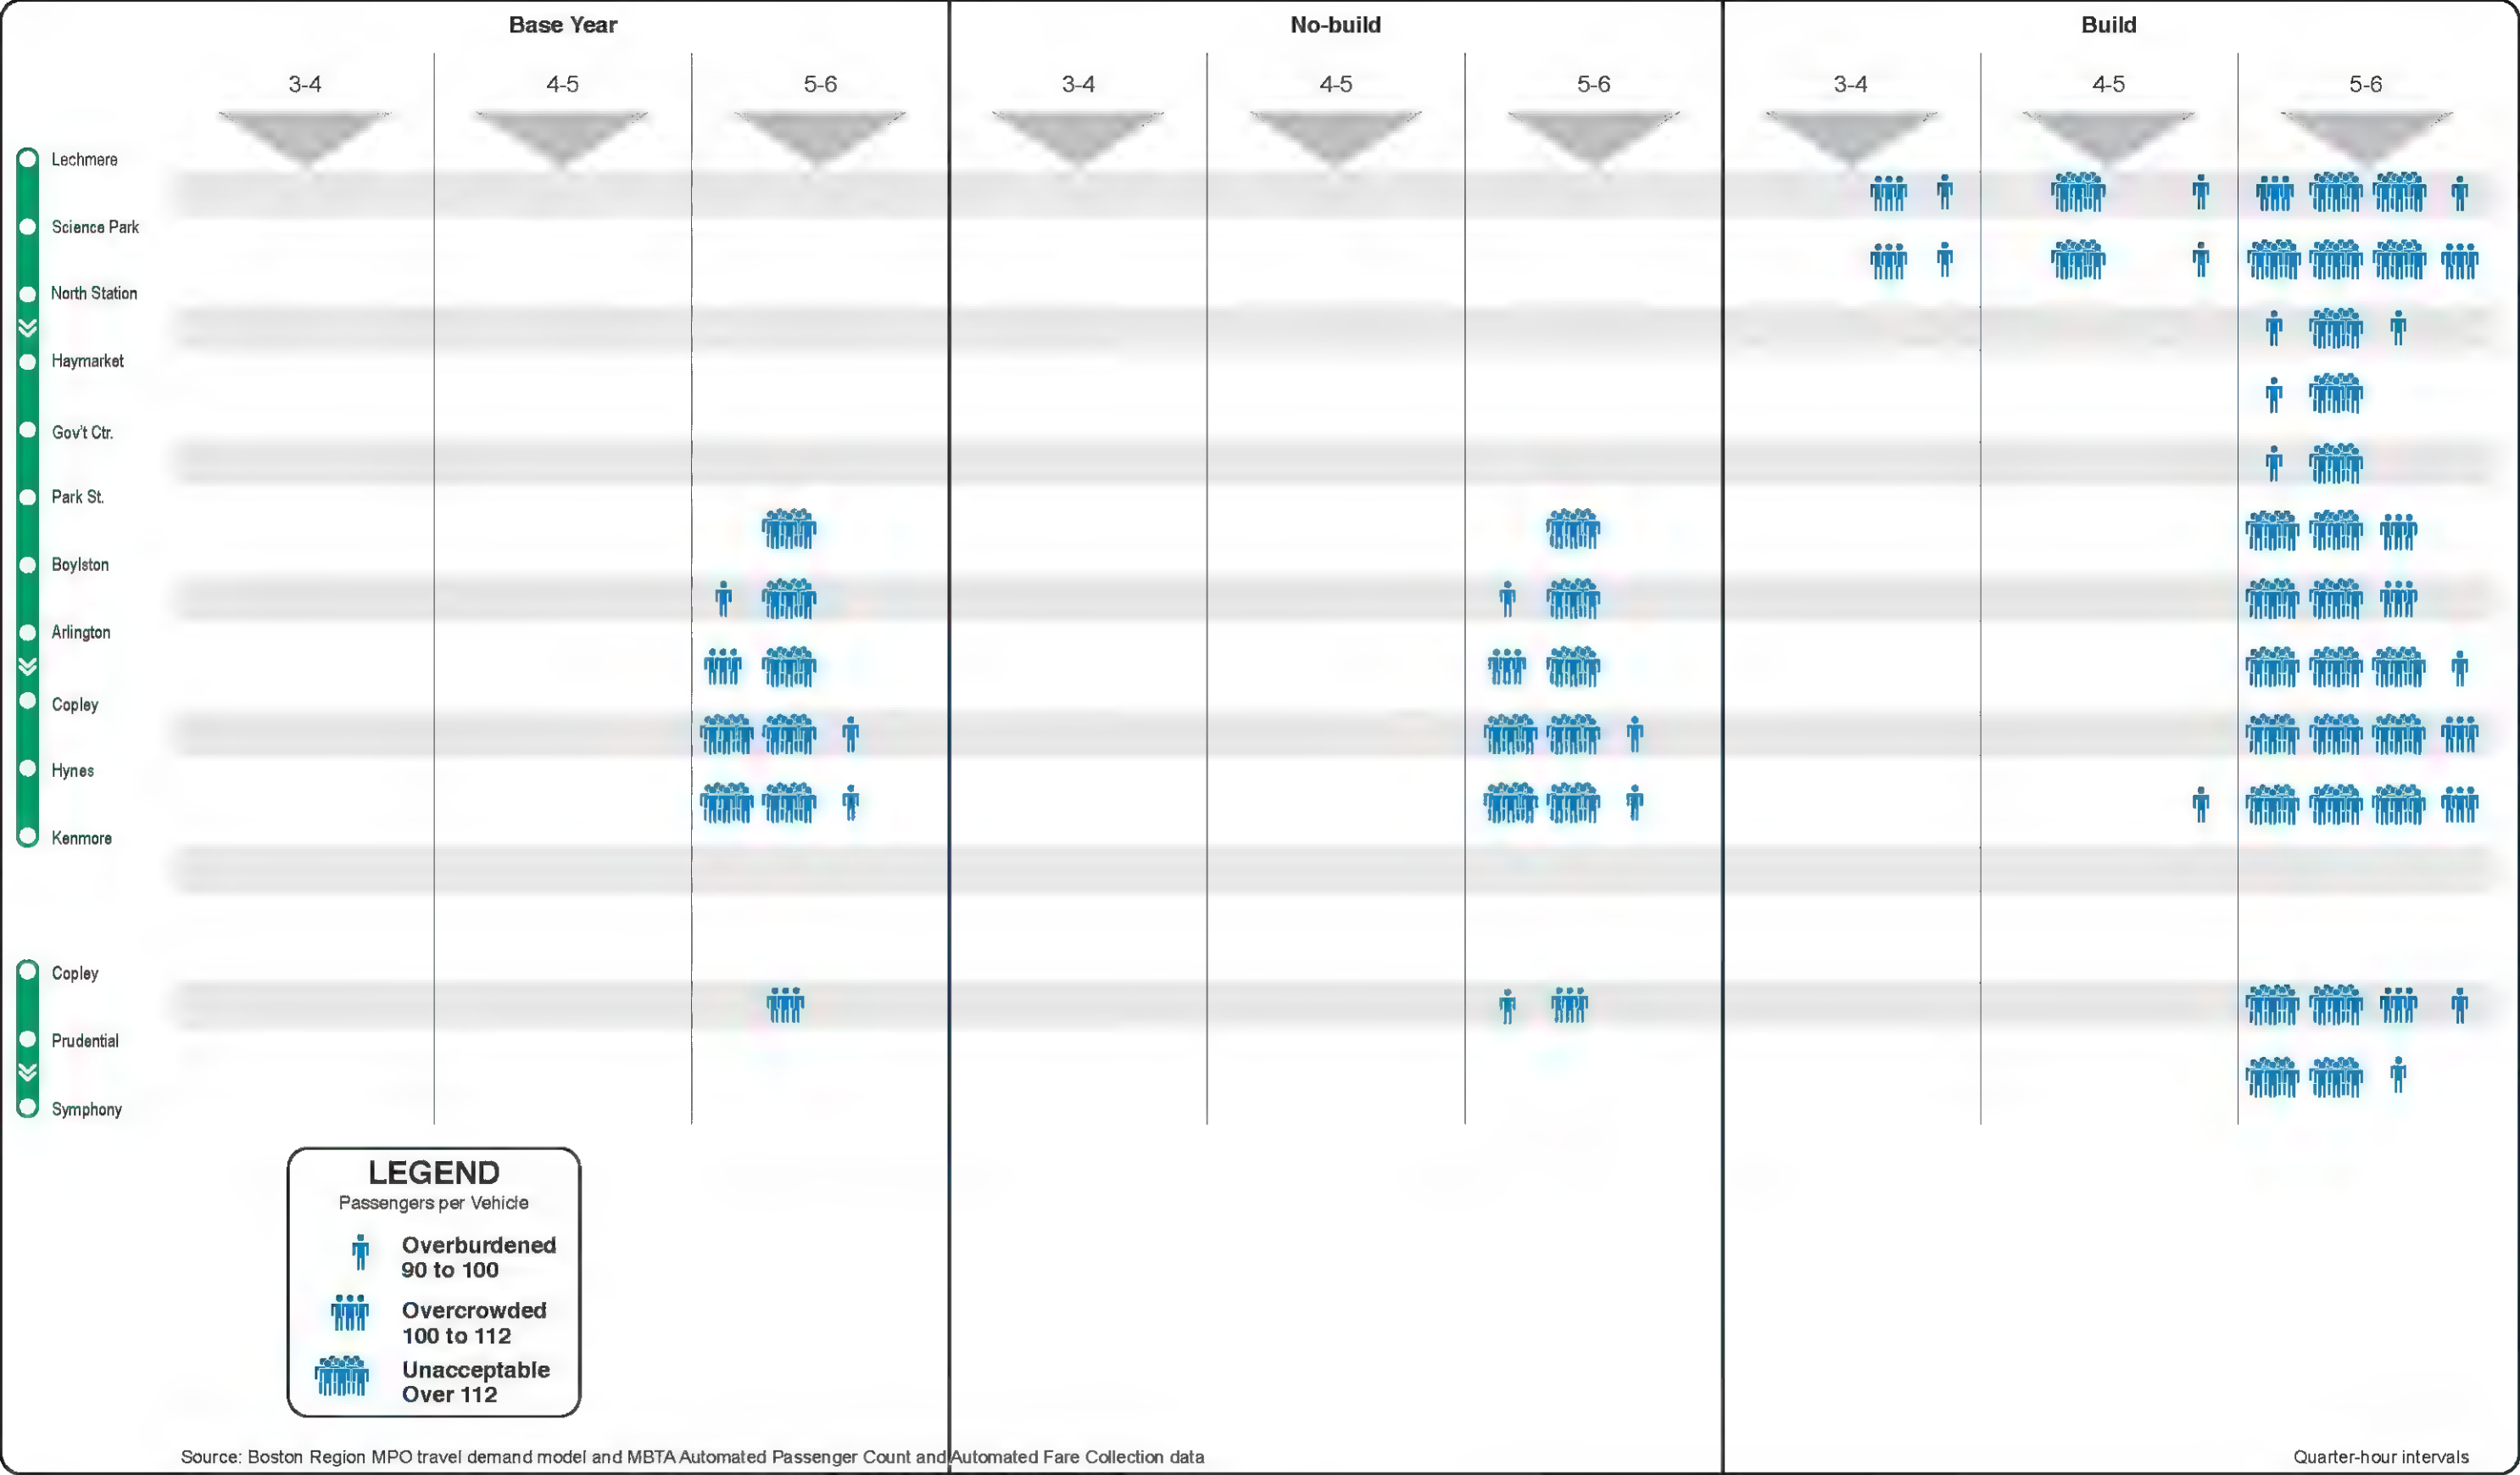 Base Year
No-build
Build
3-4
4-5
5-6
3-4
4-5
5-6
3-4
4-5
5-6
Lechmere
Science Park
North Station
Haymarket
Gov't Ctr.
Park St.
Boylston
Arlington
Copley
Hynes
Kenmore
Copley
Prudential
Symphony
LEGEND
Passengers per Vehicle
Overburdened
90 to 100
Overcrowded
100 to 112
Unacceptable
Over 112
Source: Boston Region MPO travel demand model and MBTA Automated Passenger Count and Automated Fare Collection data
Quarter-hour intervals